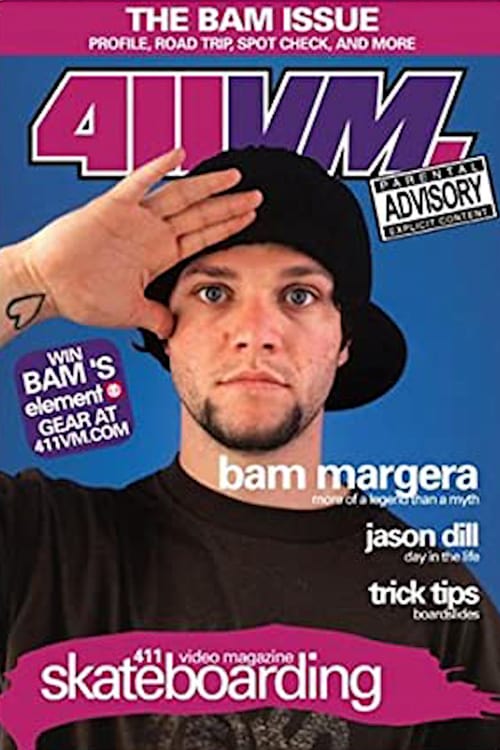 THE BAM ISSUE
PROFILE, ROAD TRIP, SPOT CHECK, AND MORE
411VM.
PARENTAL
ADVISORY
EXPLICIT CONTENT
WIN
BAM 'S
element
GEAR AT
411VM.COM
bam margera
more of a legend than a myth
jason dill
day in the life
trick tips
boardslides
411 video magazine
skateboarding